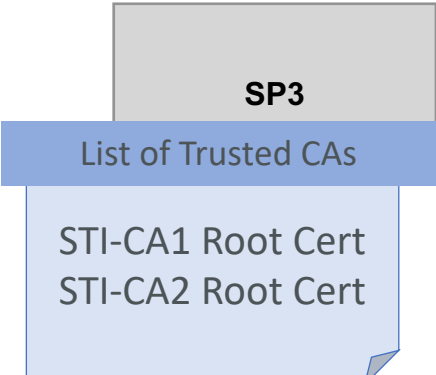 SP3
List of Trusted CAs
STI-CA1 Root Cert
STI-CA2 Root Cert